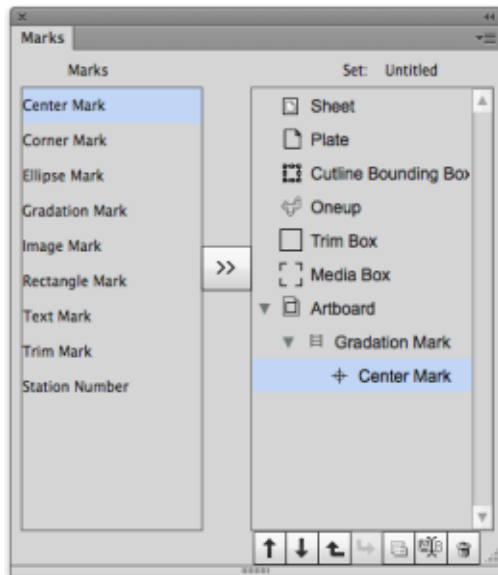 Marks
Marks
Set: Untitled
Center Mark
Corner Mark
Ellipse Mark
Gradation Mark
Image Mark
Rectangle Mark
Text Mark
Trim Mark
Station Number
>>
Sheet
Plate
Cutline Bounding Box
Oneup
Trim Box
Media Box
Artboard
Gradation Mark
Center Mark